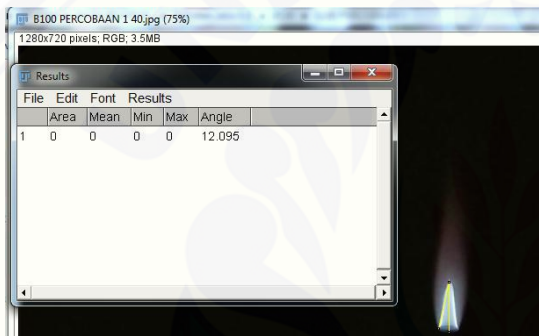 B100 PERCOBAAN 1 40.jpg (75%)
1280x720 pixels; RGB; 3.5MB
Results
File Edit Font Results
Area Mean Min Max Angle
1 0 0 0 0 12.095